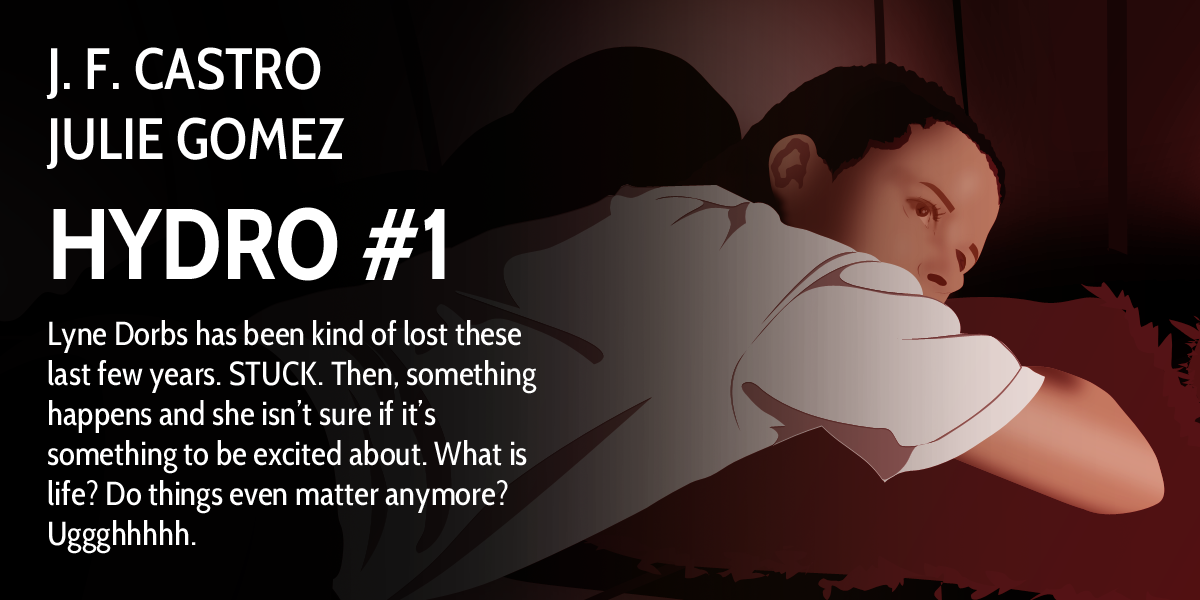 J. F. CASTRO
JULIE GOMEZ
HYDRO #1
Lyne Dorbs has been kind of lost these
last few years. STUCK. Then, something
happens and she isn’t sure if it’s
something to be excited about. What is
life? Do things even matter anymore?
Uggghhhhh.